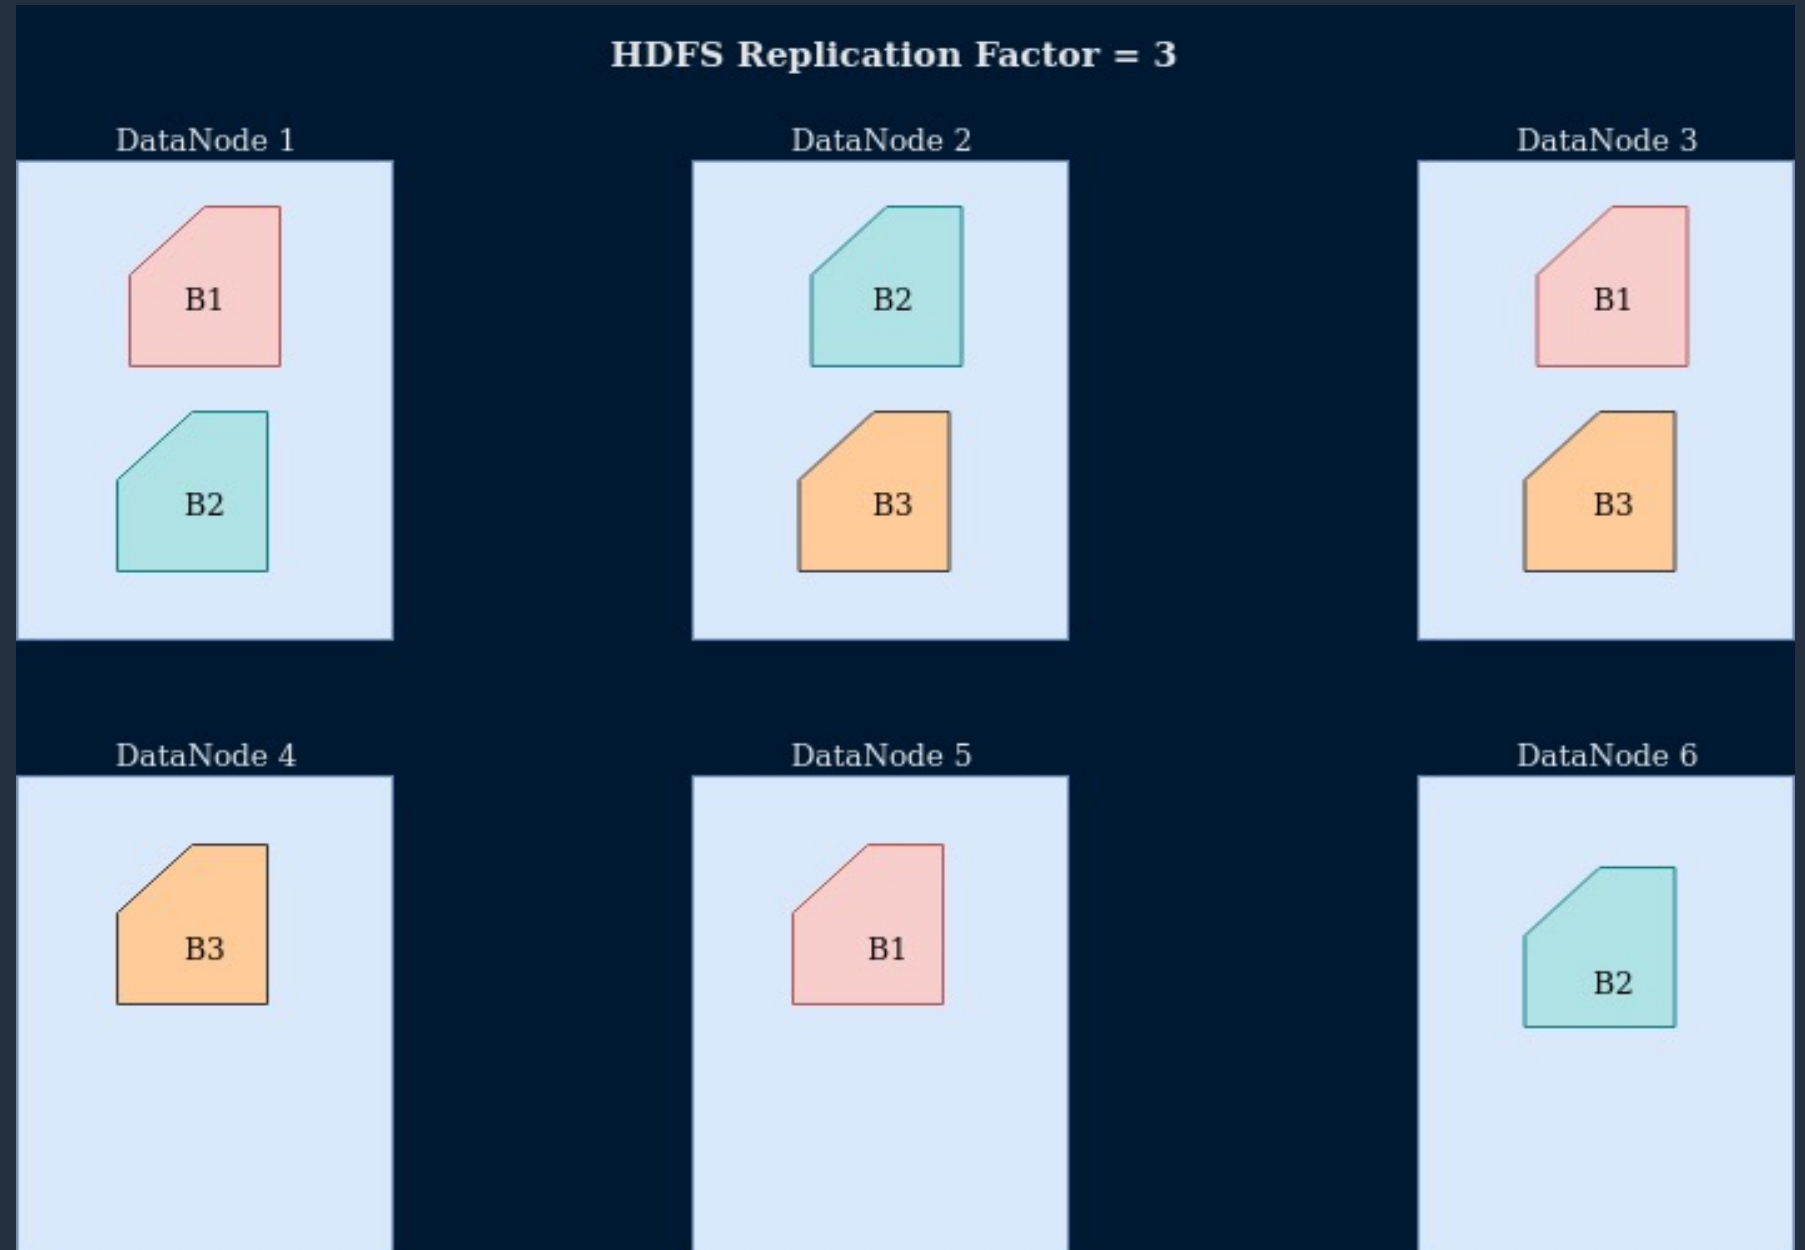 HDFS Replication Factor = 3
DataNode 1
B1
B2
DataNode 2
B2
B3
DataNode 3
B1
B3
DataNode 4
B3
DataNode 5
B1
DataNode 6
B2